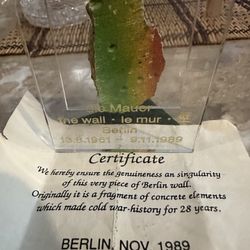 Die Mauer
the wall · le mur · 壁
Berlin
13.8.1961 – 9.11.1989
Certificate
We hereby ensure the genuineness an singularity
of this very piece of Berlin wall.
Originally it is a fragment of concrete elements
which made cold war-history for 28 years.
BERLIN, NOV. 1989